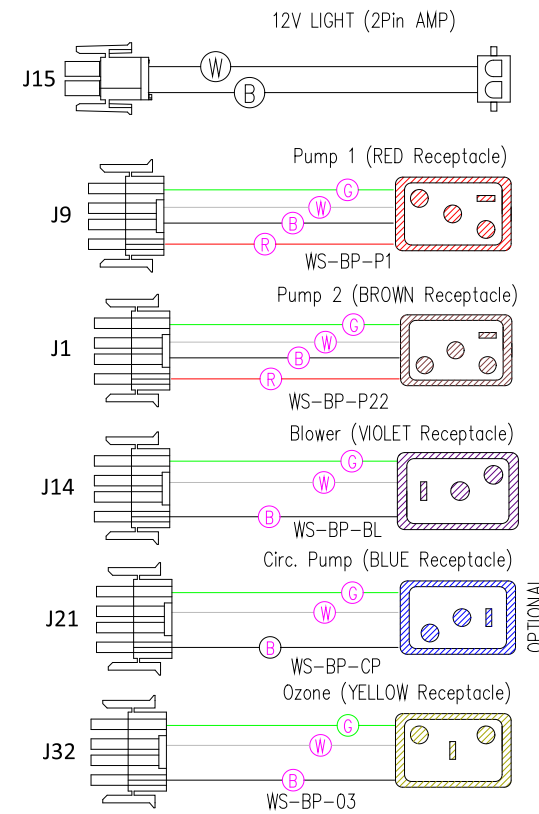 12V LIGHT (2Pin AMP)
J15
W
B
Pump 1 (RED Receptacle)
J9
G
W
B
R
WS-BP-P1
Pump 2 (BROWN Receptacle)
J1
G
W
B
R
WS-BP-P22
Blower (VIOLET Receptacle)
J14
G
W
B
WS-BP-BL
Circ. Pump (BLUE Receptacle)
J21
G
W
B
WS-BP-CP
OPTIONAL
Ozone (YELLOW Receptacle)
J32
G
W
B
WS-BP-03